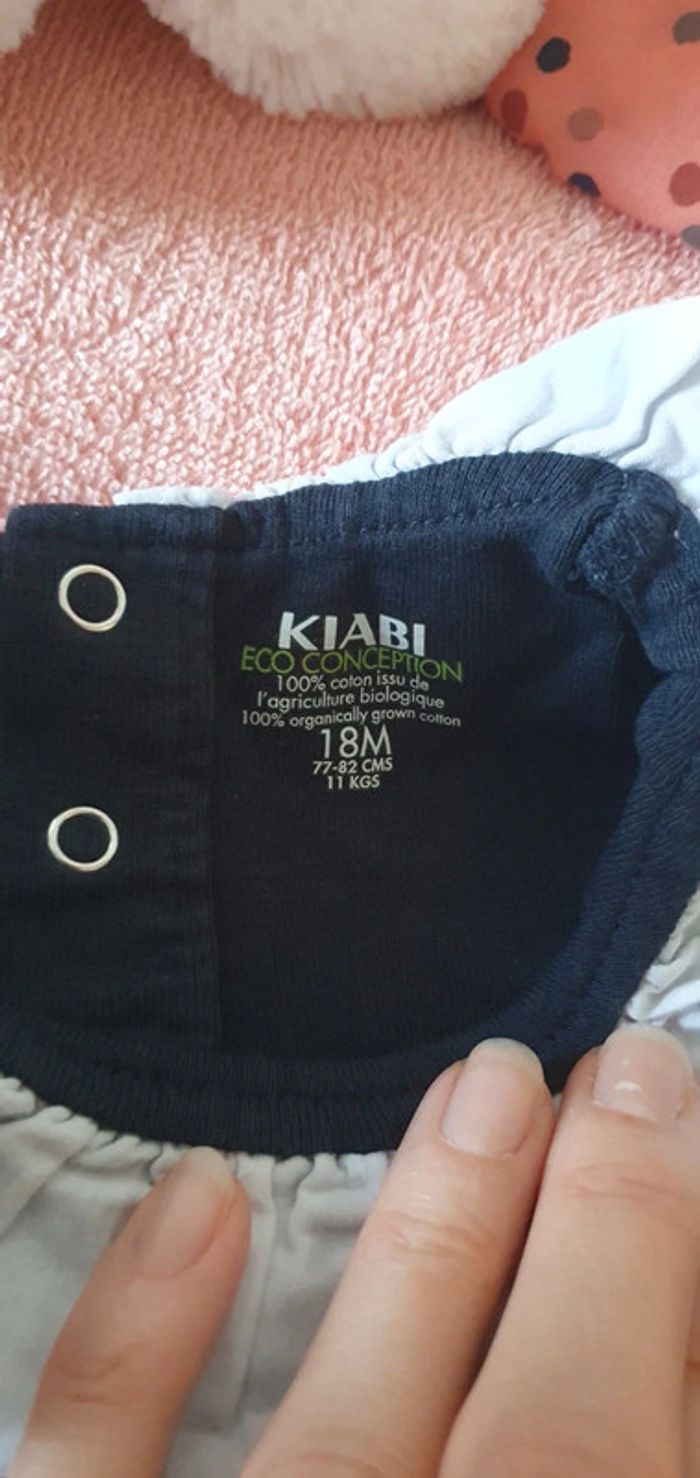 KIABI
ECO CONCEPTION
100% coton issu de
l'agriculture biologique
100% organically grown cotton
18M
77-82 CMS
11 KGS